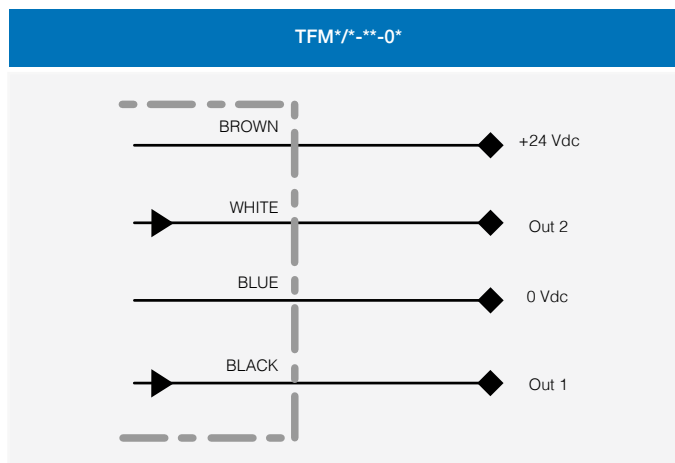 TFM*/*-**-0*
BROWN
+24 Vdc
WHITE
Out 2
BLUE
0 Vdc
BLACK
Out 1